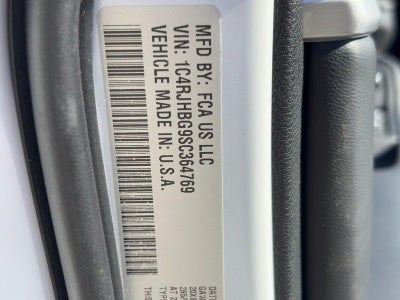 MFD BY: FCA US LLC
VIN: 1C4RJHBG9SC364769
VEHICLE MADE IN: U.S.A.